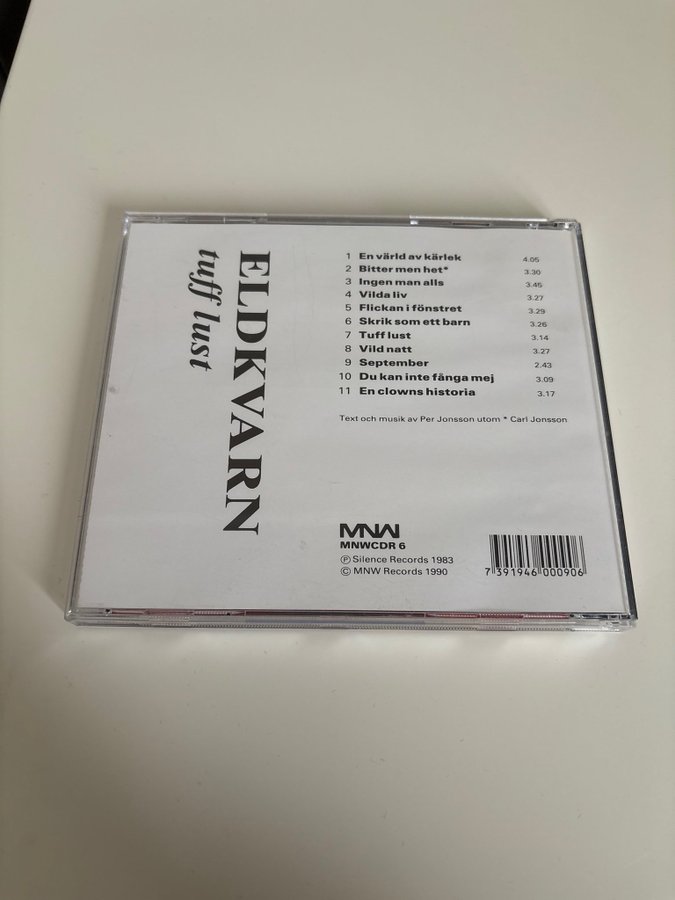 ELDKVARN
tuff lust
1 En värld av kärlek 4.05
2 Bitter men het* 3.30
3 Ingen man alls 3.45
4 Vilda liv 3.27
5 Flickan i fönstret 3.29
6 Skrik som ett barn 3.26
7 Tuff lust 3.14
8 Vild natt 3.27
9 September 2.43
10 Du kan inte fånga mej 3.09
11 En clowns historia 3.17
Text och musik av Per Jonsson utom * Carl Jonsson
MNW
MNWCDR 6
Ⓟ Silence Records 1983
© MNW Records 1990
7 391946 000906